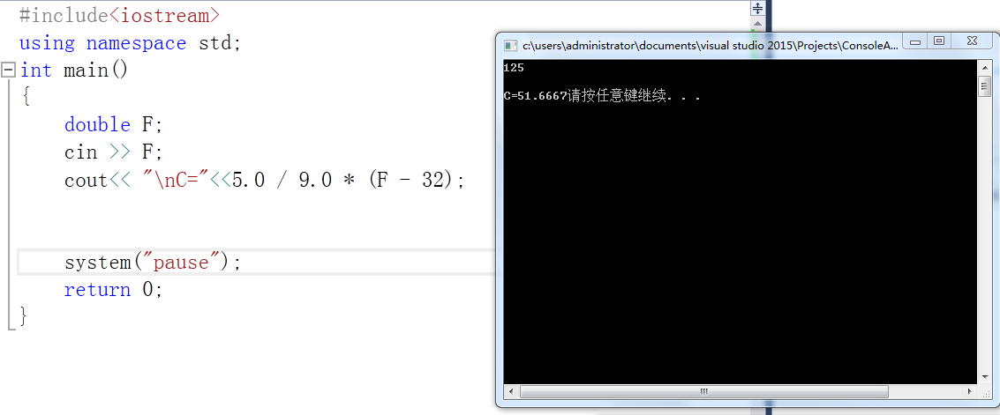 #include<iostream>
using namespace std;
int main()
{
double F;
cin >> F;
cout<< "\nC="<<5.0 / 9.0 * (F - 32);
system("pause");
return 0;
}
c:\users\administrator\documents\visual studio 2015\Projects\ConsoleA...
125
C=51.6667请按任意键继续. . .